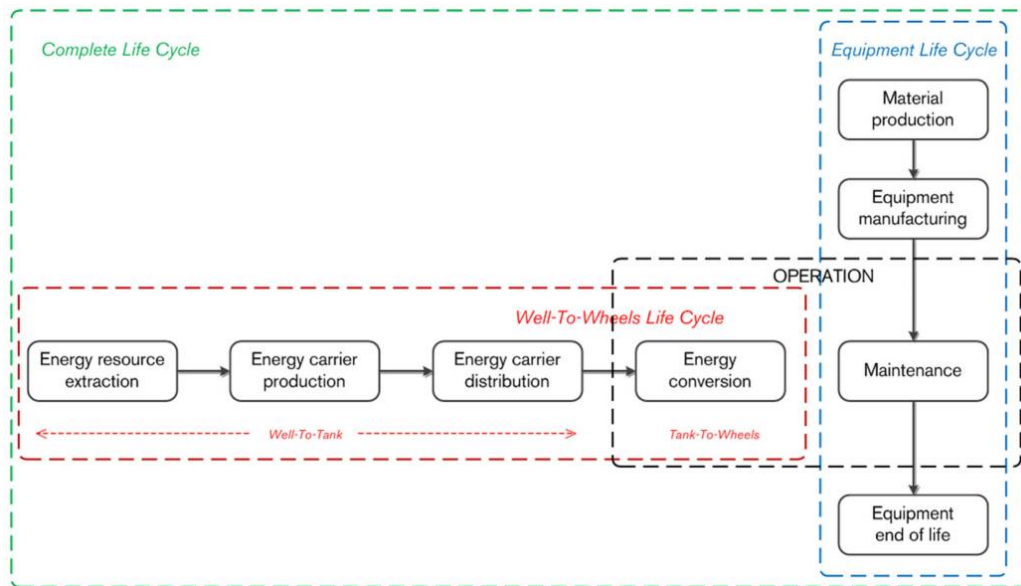 Complete Life Cycle
Equipment Life Cycle
Material
production
Equipment
manufacturing
OPERATION
Well-To-Wheels Life Cycle
Energy resource
extraction
Energy carrier
production
Energy carrier
distribution
Energy
conversion
Maintenance
Well-To-Tank
Tank-To-Wheels
Equipment
end of life